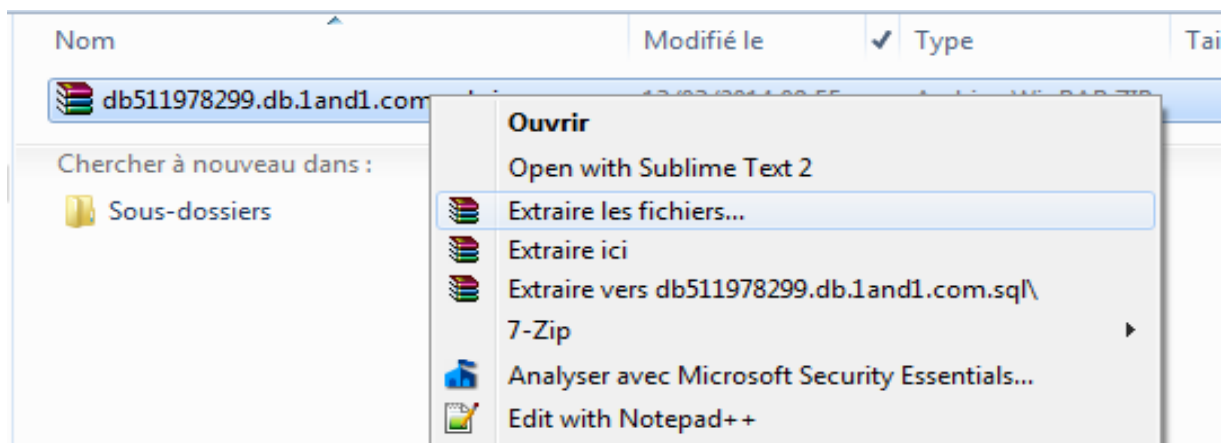 Nom Modifié le Type Tai
db511978299.db.1and1.com
Ouvrir
Chercher à nouveau dans :
Open with Sublime Text 2
Sous-dossiers
Extraire les fichiers...
Extraire ici
Extraire vers db511978299.db.1and1.com.sql\
7-Zip
Analyser avec Microsoft Security Essentials...
Edit with Notepad++